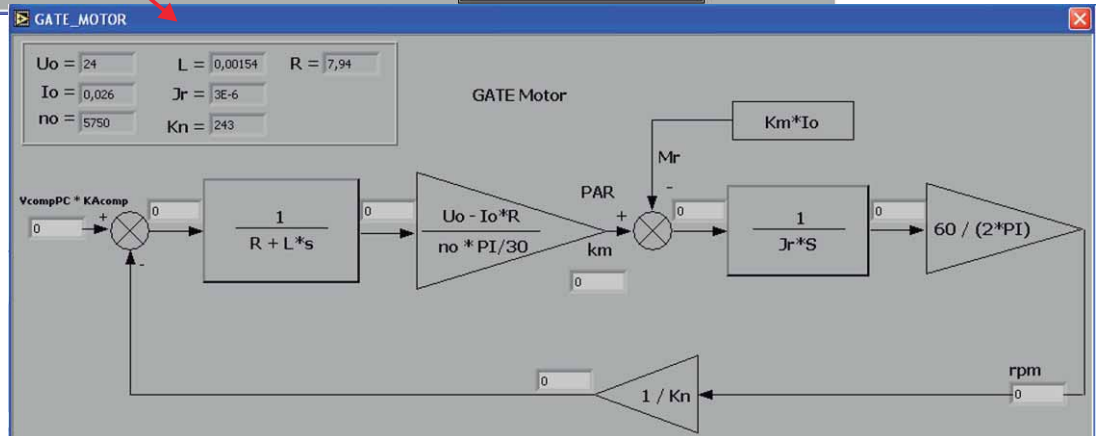 GATE_MOTOR
Uo = 24 L = 0,00154 R = 7,94
Io = 0,026 Jr = 3E-6
no = 5750 Kn = 243
GATE Motor
Km*Io
Mr
-
VcompPC * KAcomp
0
+
-
0
1
R + L*s
0
Uo - Io*R
no * PI/30
PAR
+
km
0
0
1
Jr*S
0
60 / (2*PI)
rpm
0
1 / Kn
0